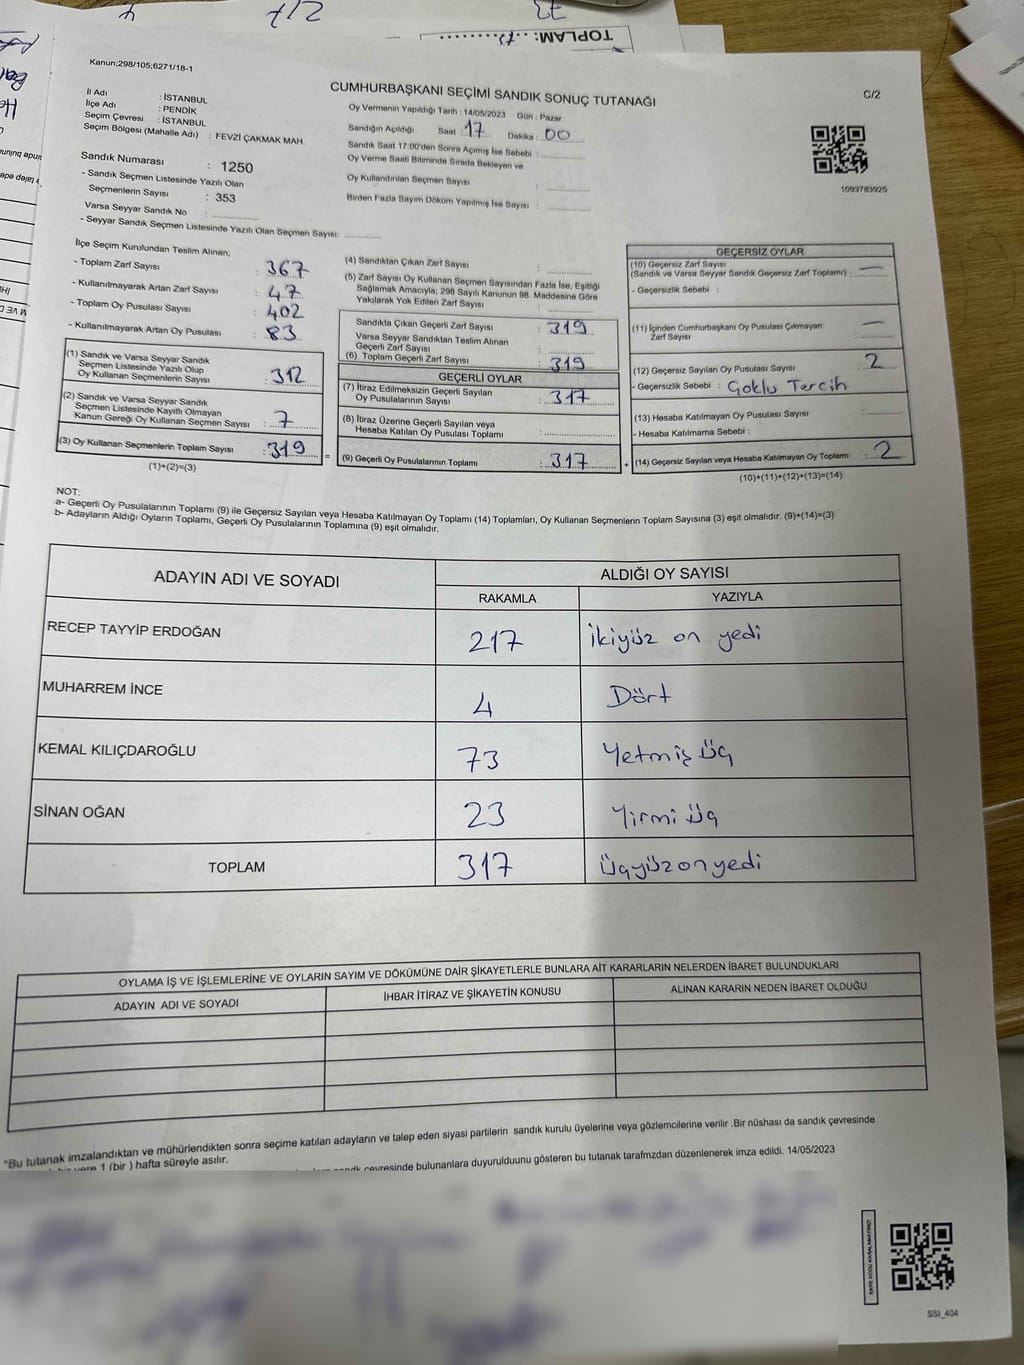 TOPLAM: 73
Kanun;298/105;6271/18-1
CUMHURBAŞKANI SEÇİMİ SANDIK SONUÇ TUTANAĞI
C/2
İl Adı : İSTANBUL
İlçe Adı : PENDİK
Seçim Çevresi : İSTANBUL
Seçim Bölgesi (Mahalle Adı) : FEVZİ ÇAKMAK MAH.
Oy Vermenin Yapıldığı Tarih : 14/05/2023 Gün : Pazar
Sandığın Açıldığı Saat : 17 Dakika : 00
Sandık Saat 17:00'den Sonra Açımış İse Sebebi :
Oy Verme Saati Bitiminde Sırada Bekleyen ve
Oy Kullandırılan Seçmen Sayısı :
Birden Fazla Sayım Döküm Yapılmış İse Sayısı :
1093783925
Sandık Numarası : 1250
- Sandık Seçmen Listesinde Yazılı Olan
Seçmenlerin Sayısı : 353
Varsa Seyyar Sandık No :
- Seyyar Sandık Seçmen Listesinde Yazılı Olan Seçmen Sayısı:
İlçe Seçim Kurulundan Teslim Alınan;
- Toplam Zarf Sayısı : 367
- Kullanılmayarak Artan Zarf Sayısı : 47
- Toplam Oy Pusulası Sayısı : 402
- Kullanılmayarak Artan Oy Pusulası : 83
(1) Sandık ve Varsa Seyyar Sandık
Seçmen Listesinde Yazılı Olup
Oy Kullanan Seçmenlerin Sayısı : 312
(2) Sandık ve Varsa Seyyar Sandık
Seçmen Listesinde Kayıtlı Olmayan
Kanun Gereği Oy Kullanan Seçmen Sayısı : 7
(3) Oy Kullanan Seçmenlerin Toplam Sayısı : 319
(1)+(2)=(3)
(4) Sandıktan Çıkan Zarf Sayısı :
(5) Zarf Sayısı Oy Kullanan Seçmen Sayısından Fazla İse, Eşitliği
Sağlamak Amacıyla; 298 Sayılı Kanunun 98. Maddesine Göre
Yakılarak Yok Edilen Zarf Sayısı :
Sandıkta Çıkan Geçerli Zarf Sayısı : 319
Varsa Seyyar Sandıktan Teslim Alınan
Geçerli Zarf Sayısı :
(6) Toplam Geçerli Zarf Sayısı : 319
GEÇERLİ OYLAR
(7) İtiraz Edilmeksizin Geçerli Sayılan
Oy Pusulalarının Sayısı : 317
(8) İtiraz Üzerine Geçerli Sayılan veya
Hesaba Katılan Oy Pusulası Toplamı :
(9) Geçerli Oy Pusulalarının Toplamı : 317
=
+
GEÇERSİZ OYLAR
(10) Geçersiz Zarf Sayısı
(Sandık ve Varsa Seyyar Sandık Geçersiz Zarf Toplamı) : —
- Geçersizlik Sebebi :
(11) İçinden Cumhurbaşkanı Oy Pusulası Çıkmayan
Zarf Sayısı : —
(12) Geçersiz Sayılan Oy Pusulası Sayısı : 2
- Geçersizlik Sebebi : Çoklu Tercih
(13) Hesaba Katılmayan Oy Pusulası Sayısı :
- Hesaba Katılmama Sebebi :
(14) Geçersiz Sayılan veya Hesaba Katılmayan Oy Toplamı : 2
(10)+(11)+(12)+(13)=(14)
NOT:
a- Geçerli Oy Pusulalarının Toplamı (9) ile Geçersiz Sayılan veya Hesaba Katılmayan Oy Toplamı (14) Toplamları, Oy Kullanan Seçmenlerin Toplam Sayısına (3) eşit olmalıdır. (9)+(14)=(3)
b- Adayların Aldığı Oyların Toplamı, Geçerli Oy Pusulalarının Toplamına (9) eşit olmalıdır.
ADAYIN ADI VE SOYADI
ALDIĞI OY SAYISI
RAKAMLA YAZIYLA
RECEP TAYYİP ERDOĞAN 217 İkiyüz on yedi
MUHARREM İNCE 4 Dört
KEMAL KILIÇDAROĞLU 73 Yetmiş Üç
SİNAN OĞAN 23 Yirmi Üç
TOPLAM 317 Üçyüz on yedi
OYLAMA İŞ VE İŞLEMLERİNE VE OYLARIN SAYIM VE DÖKÜMÜNE DAİR ŞİKAYETLERLE BUNLARA AİT KARARLARIN NELERDEN İBARET BULUNDUKLARI
ADAYIN ADI VE SOYADI İHBAR İTİRAZ VE ŞİKAYETİN KONUSU ALINAN KARARIN NEDEN İBARET OLDUĞU
*Bu tutanak imzalandıktan ve mühürlendikten sonra seçime katılan adayların ve talep eden siyasi partilerin sandık kurulu üyelerine veya gözlemcilerine verilir .Bir nüshası da sandık çevresinde
1 (bir ) hafta süreyle asılır.
çevresinde bulunanlara duyurulduunu gösteren bu tutanak tarafmzdan düzenlenerek imza edildi. 14/05/2023
KARE KODU KARALAMAYINIZ!
SSI_404